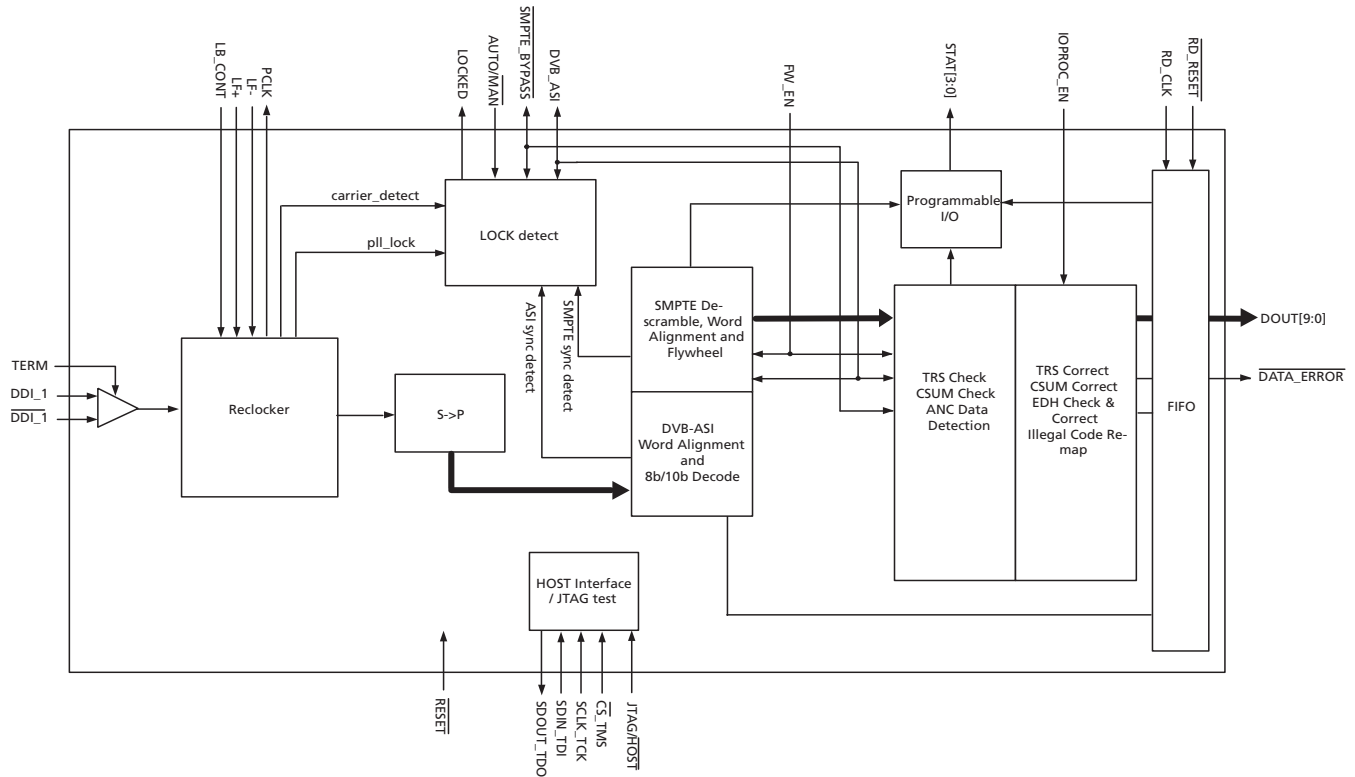 LB_CONT
LF+
LF-
PCLK
LOCKED
AUTO/MAN
SMPTE_BYPASS
DVB_ASI
FW_EN
STAT[3:0]
IOPROC_EN
RD_CLK
RD_RESET
carrier_detect
pll_lock
LOCK detect
Programmable
I/O
ASI sync detect
SMPTE sync detect
SMPTE De-
scramble, Word
Alignment and
Flywheel
DVB-ASI
Word Alignment
and
8b/10b Decode
TRS Check
CSUM Check
ANC Data
Detection
TRS Correct
CSUM Correct
EDH Check &
Correct
Illegal Code Re-
map
FIFO
DOUT[9:0]
DATA_ERROR
TERM
DDI_1
DDI_1
Reclocker
S->P
HOST Interface
/ JTAG test
RESET
SDOUT_TDO
SDIN_TDI
SCLK_TCK
CS_TMS
JTAG/HOST